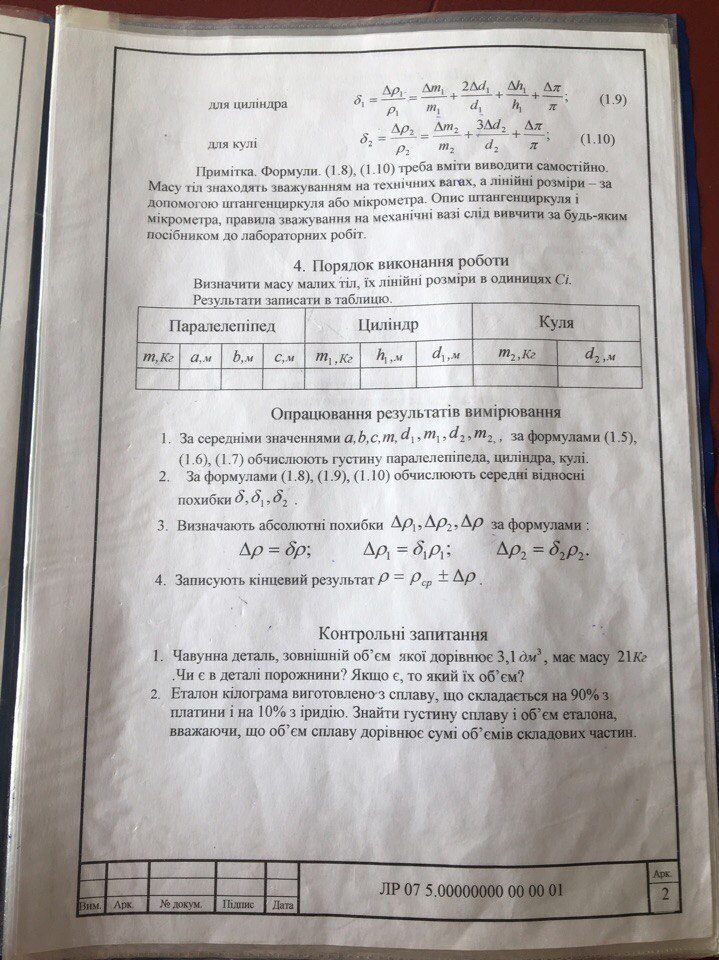 для циліндра δ₁ = Δρ₁/ρ₁ = Δm₁/m₁ + 2Δd₁/d₁ + Δh₁/h₁ + Δπ/π; (1.9)
для кулі δ₂ = Δρ₂/ρ₂ = Δm₂/m₂ + 3Δd₂/d₂ + Δπ/π; (1.10)
Примітка. Формули. (1.8), (1.10) треба вміти виводити самостійно.
Масу тіл знаходять зважуванням на технічних вагах, а лінійні розміри – за
допомогою штангенциркуля або мікрометра. Опис штангенциркуля і
мікрометра, правила зважування на механічні вазі слід вивчити за будь-яким
посібником до лабораторних робіт.
4. Порядок виконання роботи
Визначити масу малих тіл, їх лінійні розміри в одиницях Сі.
Результати записати в таблицю.
Паралелепіпед Циліндр Куля
m,Кг a,м b,м c,м m₁,Кг h₁,м d₁,м m₂,Кг d₂,м
Опрацювання результатів вимірювання
1. За середніми значеннями a,b,c,m, d₁,m₁,d₂,m₂, , за формулами (1.5),
(1.6), (1.7) обчислюють густину паралелепіпеда, циліндра, кулі.
2. За формулами (1.8), (1.9), (1.10) обчислюють середні відносні
похибки δ,δ₁,δ₂ .
3. Визначають абсолютні похибки Δρ₁,Δρ₂,Δρ за формулами :
Δρ = δρ; Δρ₁ = δ₁ρ₁; Δρ₂ = δ₂ρ₂.
4. Записують кінцевий результат ρ = ρср ± Δρ .
Контрольні запитання
1. Чавунна деталь, зовнішній об’єм якої дорівнює 3,1 дм³, має масу 21Кг
.Чи є в деталі порожнини? Якщо є, то який їх об’єм?
2. Еталон кілограма виготовлено з сплаву, що складається на 90% з
платини і на 10% з іридію. Знайти густину сплаву і об’єм еталона,
вважаючи, що об’єм сплаву дорівнює сумі об’ємів складових частин.
ЛР 07 5.00000000 00 00 01
Арк.
2
Вим. Арк. № докум. Підпис Дата